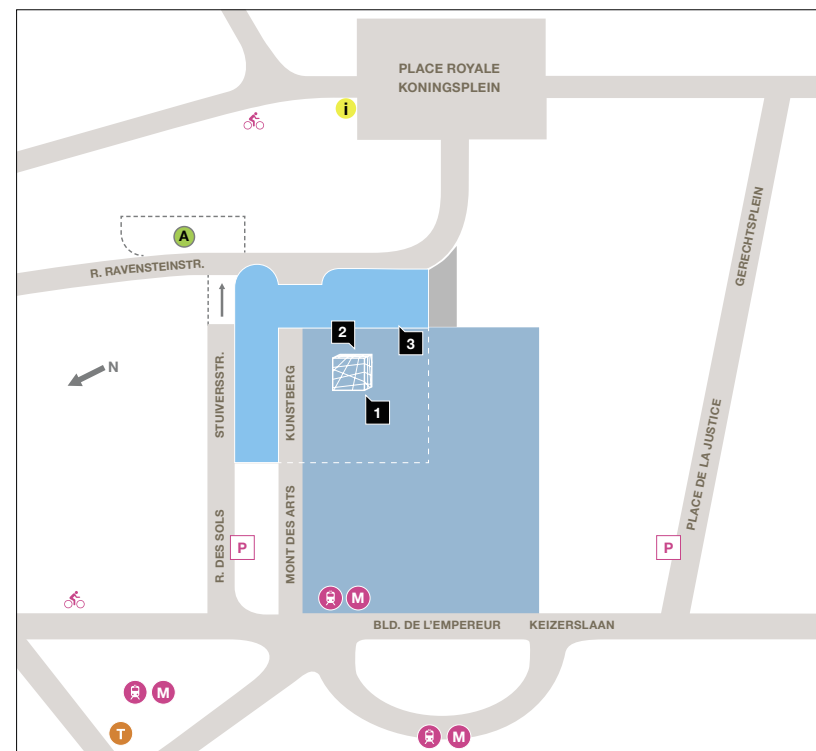 PLACE ROYALE
KONINGSPLEIN
i
A
R. RAVENSTEINSTR.
GERECHTSPLEIN
2
3
N
STUIVERSSTR.
KUNSTBERG
1
PLACE DE LA JUSTICE
R. DES SOLS
MONT DES ARTS
P
P
M
BLD. DE L'EMPEREUR KEIZERSLAAN
M
T
M